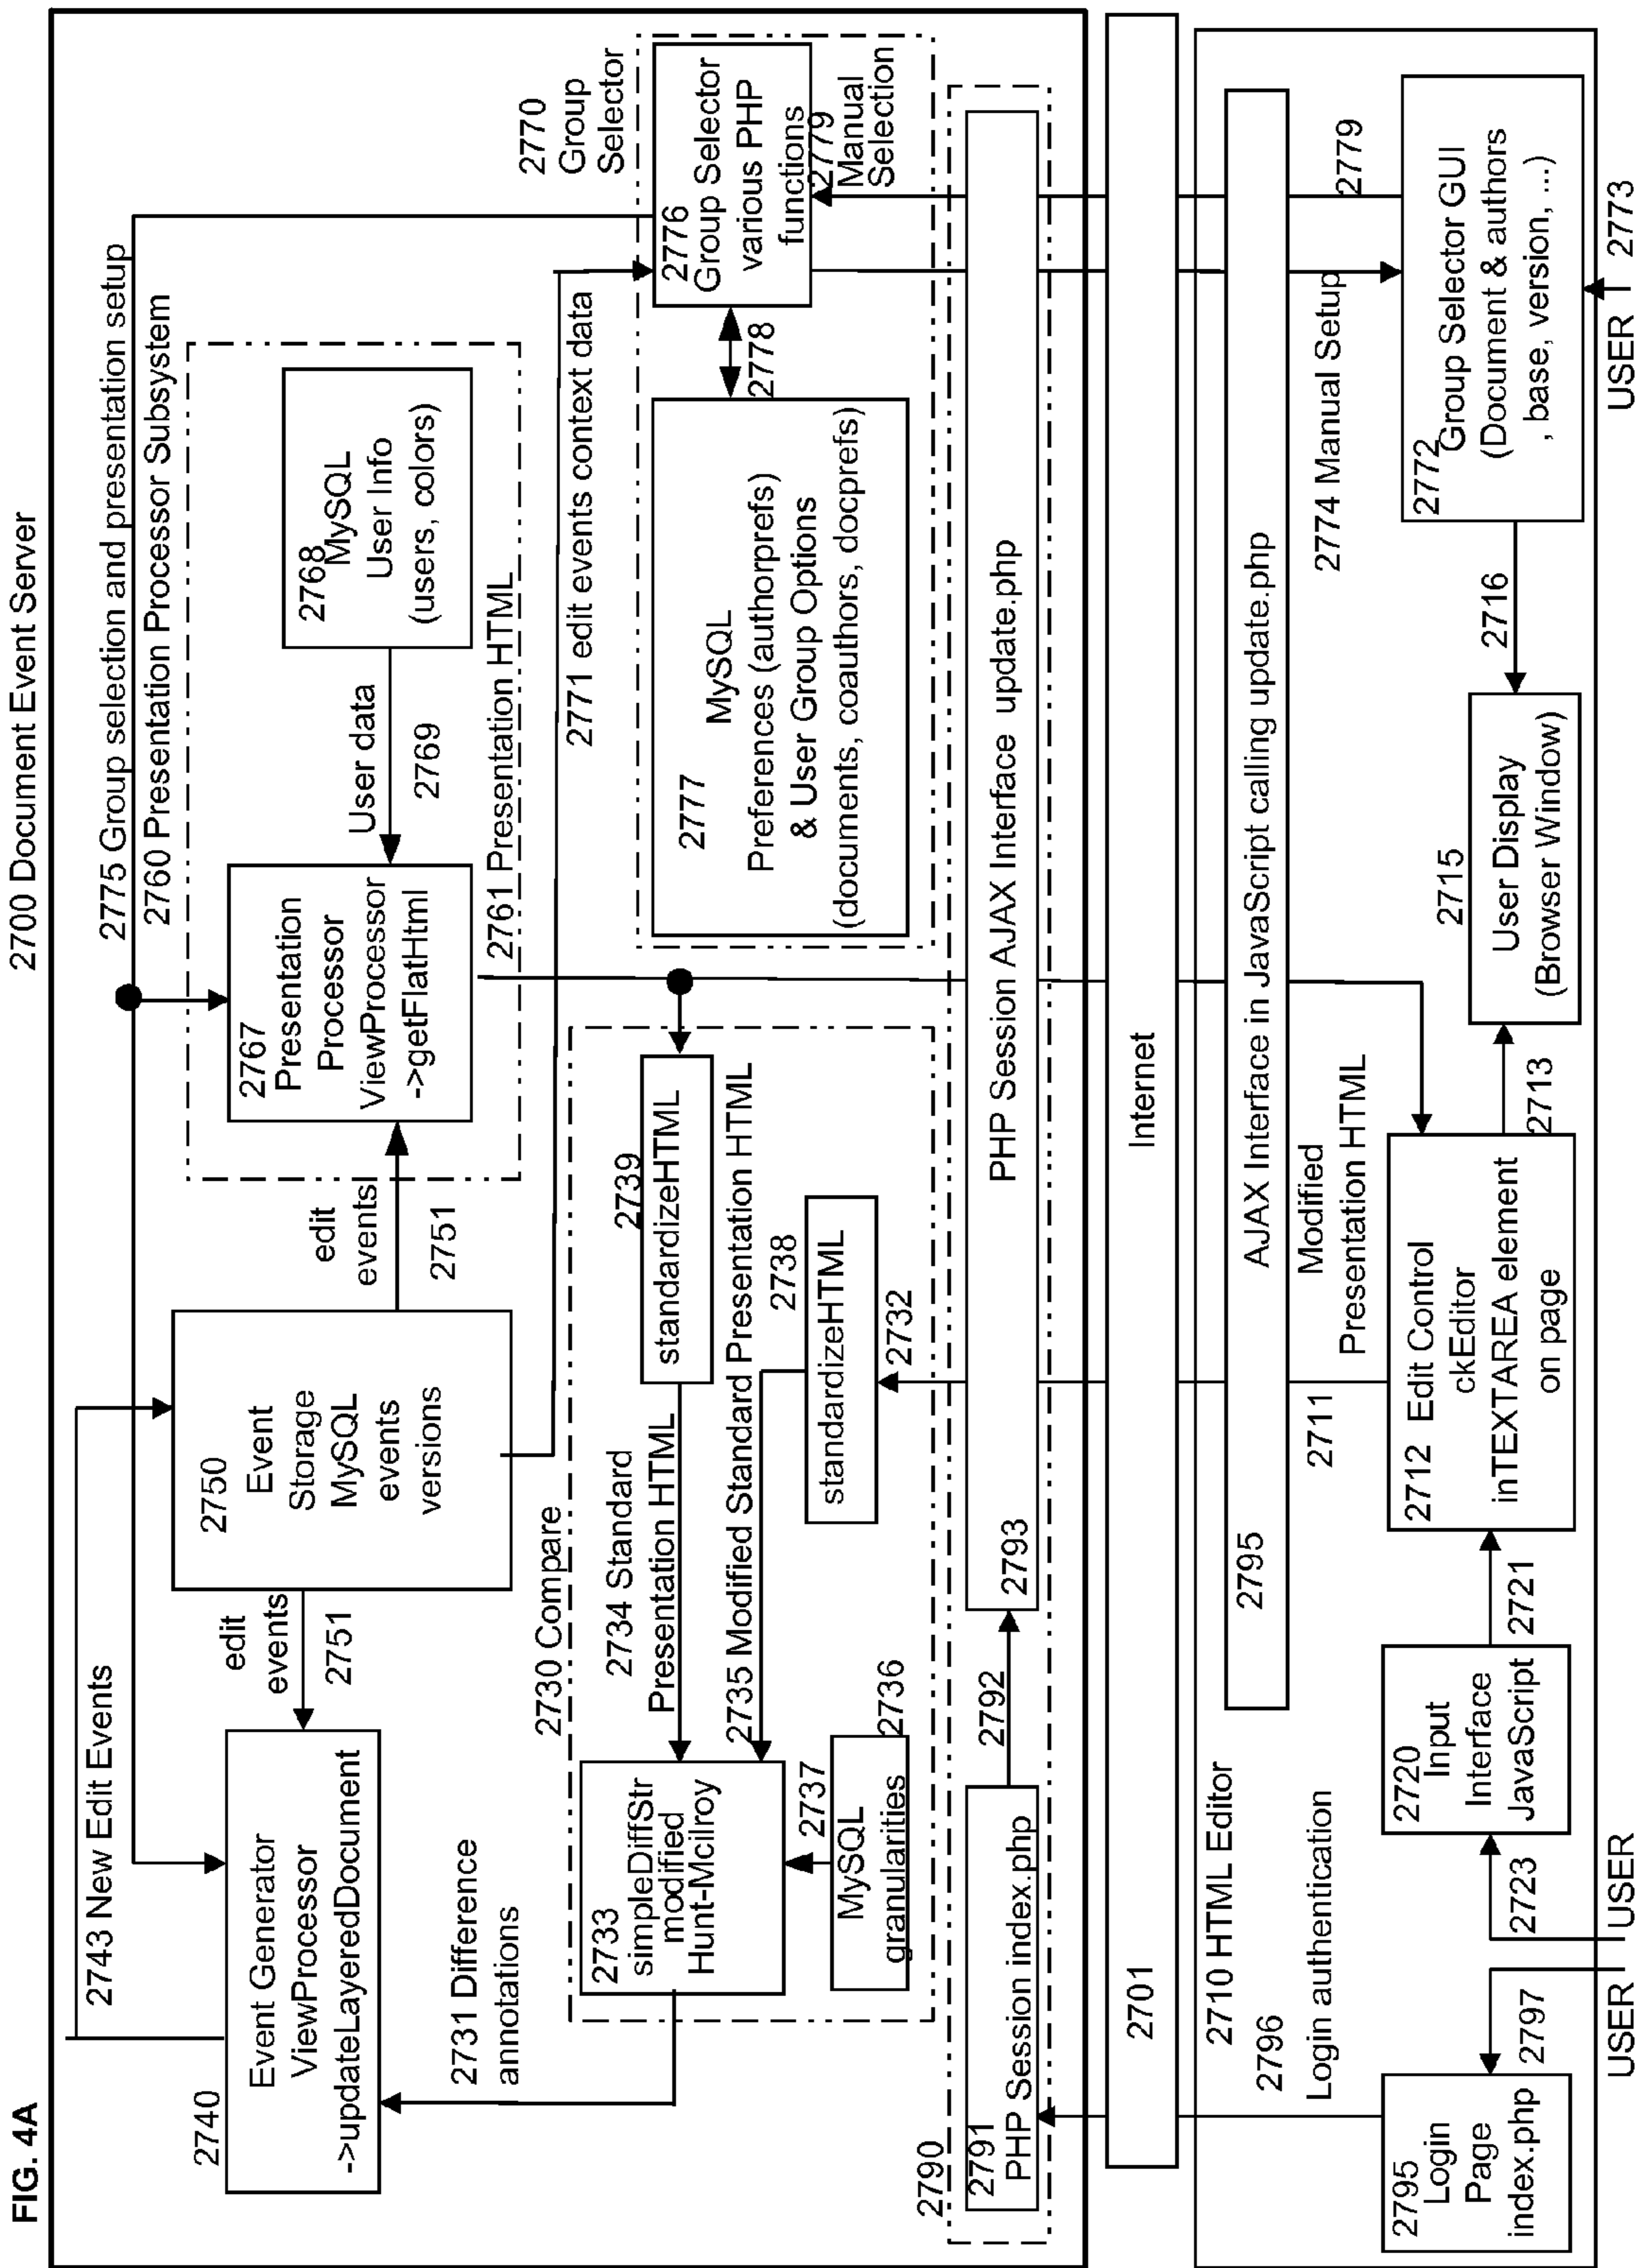 FIG. 4A
2700 Document Event Server
2743 New Edit Events
2775 Group selection and presentation setup
2760 Presentation Processor Subsystem
2740
Event Generator
ViewProcessor
->updateLayeredDocument
edit
events
2751
2750
Event
Storage
MySQL
events
versions
edit
events
2751
2767
Presentation
Processor
ViewProcessor
->getFlatHtml
User data
2769
2768
MySQL
User Info
(users, colors)
2761 Presentation HTML
2771 edit events context data
2770
Group
Selector
2731 Difference
annotations
2730 Compare
2733
simpleDiffStr
modified
Hunt-McIlroy
2734 Standard
Presentation HTML
2735 Modified Standard Presentation HTML
2739
standardizeHTML
2738
standardizeHTML
2732
2737
MySQL
granularities
2736
2777
MySQL
Preferences (authorprefs)
& User Group Options
(documents, coauthors, docprefs)
2778
2776
Group Selector
various PHP
functions
2779
Manual
Selection
2790
2791
PHP Session index.php
2792
2793
PHP Session AJAX Interface update.php
2701
Internet
2710 HTML Editor
2796
Login authentication
2795
AJAX Interface in JavaScript calling update.php
2711
Modified
Presentation HTML
2774 Manual Setup
2779
2795
Login
Page
index.php
2797
USER
2720
Input
Interface
JavaScript
2723
USER
2721
2712 Edit Control
ckEditor
inTEXTAREA element
on page
2713
2715
User Display
(Browser Window)
2716
2772
Group Selector GUI
(Document & authors
, base, version, ...)
USER
2773